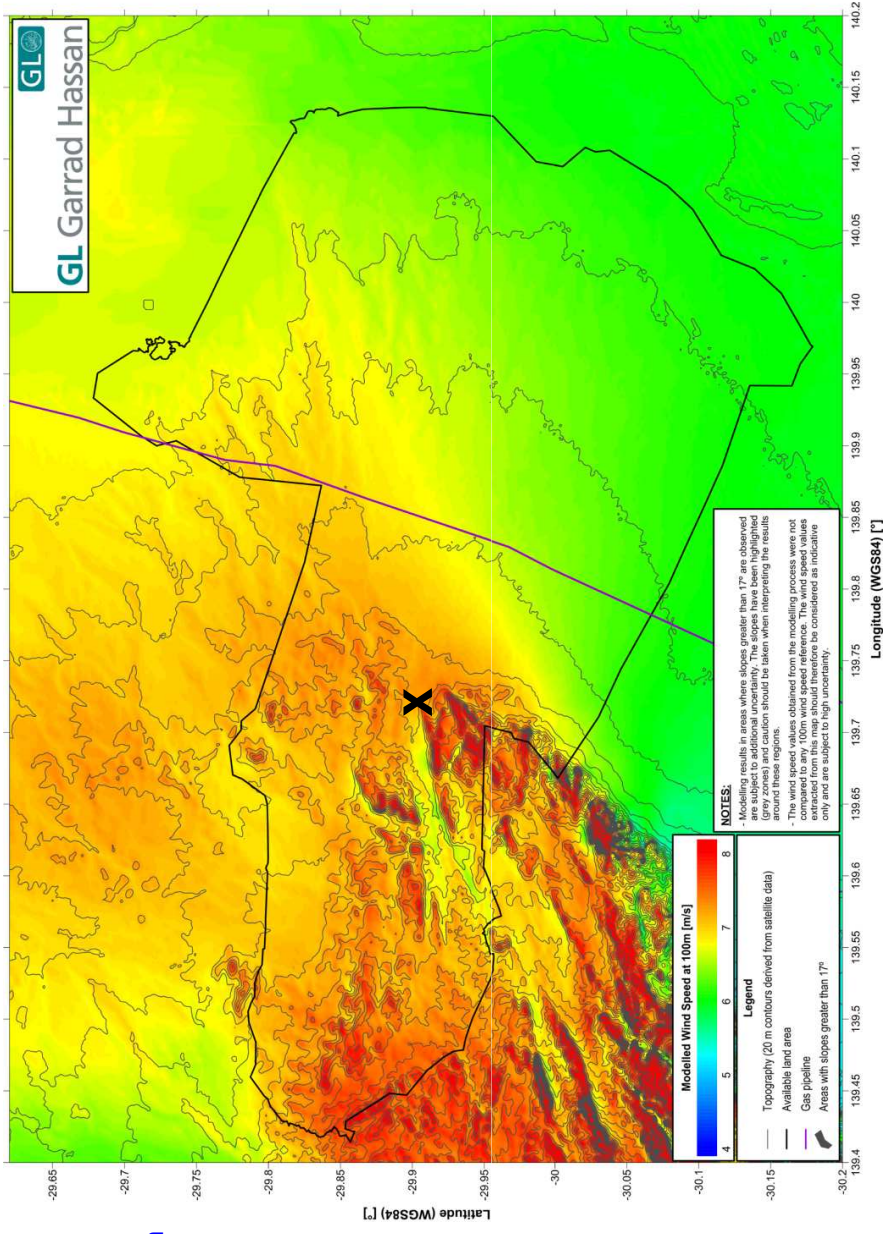 GL
GL Garrad Hassan
-29.65
-29.7
-29.75
-29.8
-29.85
-29.9
-29.95
-30
-30.05
-30.1
-30.15
-30.2
Latitude (WGS84) [°]
X
139.4
139.45
139.5
139.55
139.6
139.65
139.7
139.75
139.8
139.85
139.9
139.95
140
140.05
140.1
140.15
140.2
Longitude (WGS84) [°]
Modelled Wind Speed at 100m [m/s]
4 5 6 7 8
Legend
Topography (20 m contours derived from satellite data)
Available land area
Gas pipeline
Areas with slopes greater than 17º
NOTES:
- Modelling results in areas where slopes greater than 17º are observed
are subject to additional uncertainty. The slopes have been highlighted
(grey zones) and caution should be taken when interpreting the results
around these regions.
- The wind speed values obtained from the modelling process were not
compared to any 100m wind speed reference. The wind speed values
extracted from this map should therefore be considered as indicative
only and are subject to high uncertainty.